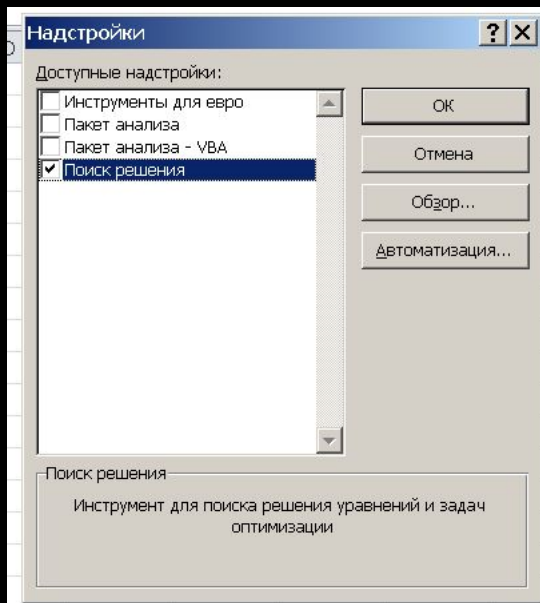 Надстройки
Доступные надстройки:
Инструменты для евро
Пакет анализа
Пакет анализа - VBA
Поиск решения
ОК
Отмена
Обзор...
Автоматизация...
Поиск решения
Инструмент для поиска решения уравнений и задач
оптимизации